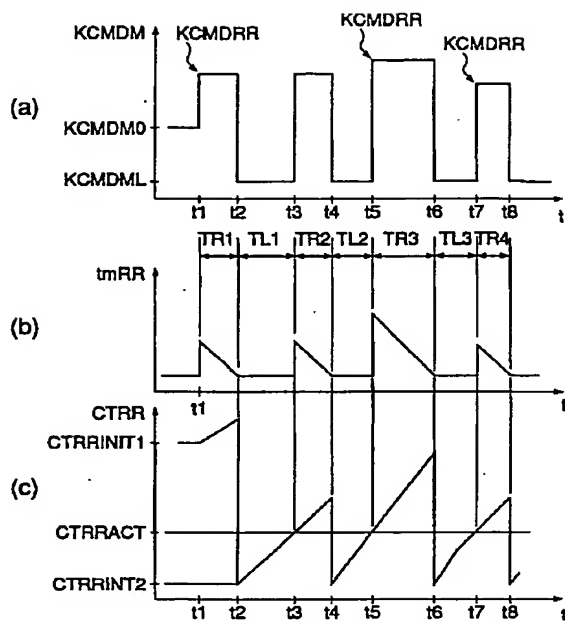 KCMDM
KCMDRR
KCMDRR
KCMDRR
(a)
KCMDM0
KCMDML
t1 t2 t3 t4 t5 t6 t7 t8 t
TR1 TL1 TR2 TL2 TR3 TL3 TR4
tmRR
(b)
t1 t
CTRR
CTRRINIT1
(c)
CTRRACT
CTRRINT2
t1 t2 t3 t4 t5 t6 t7 t8 t